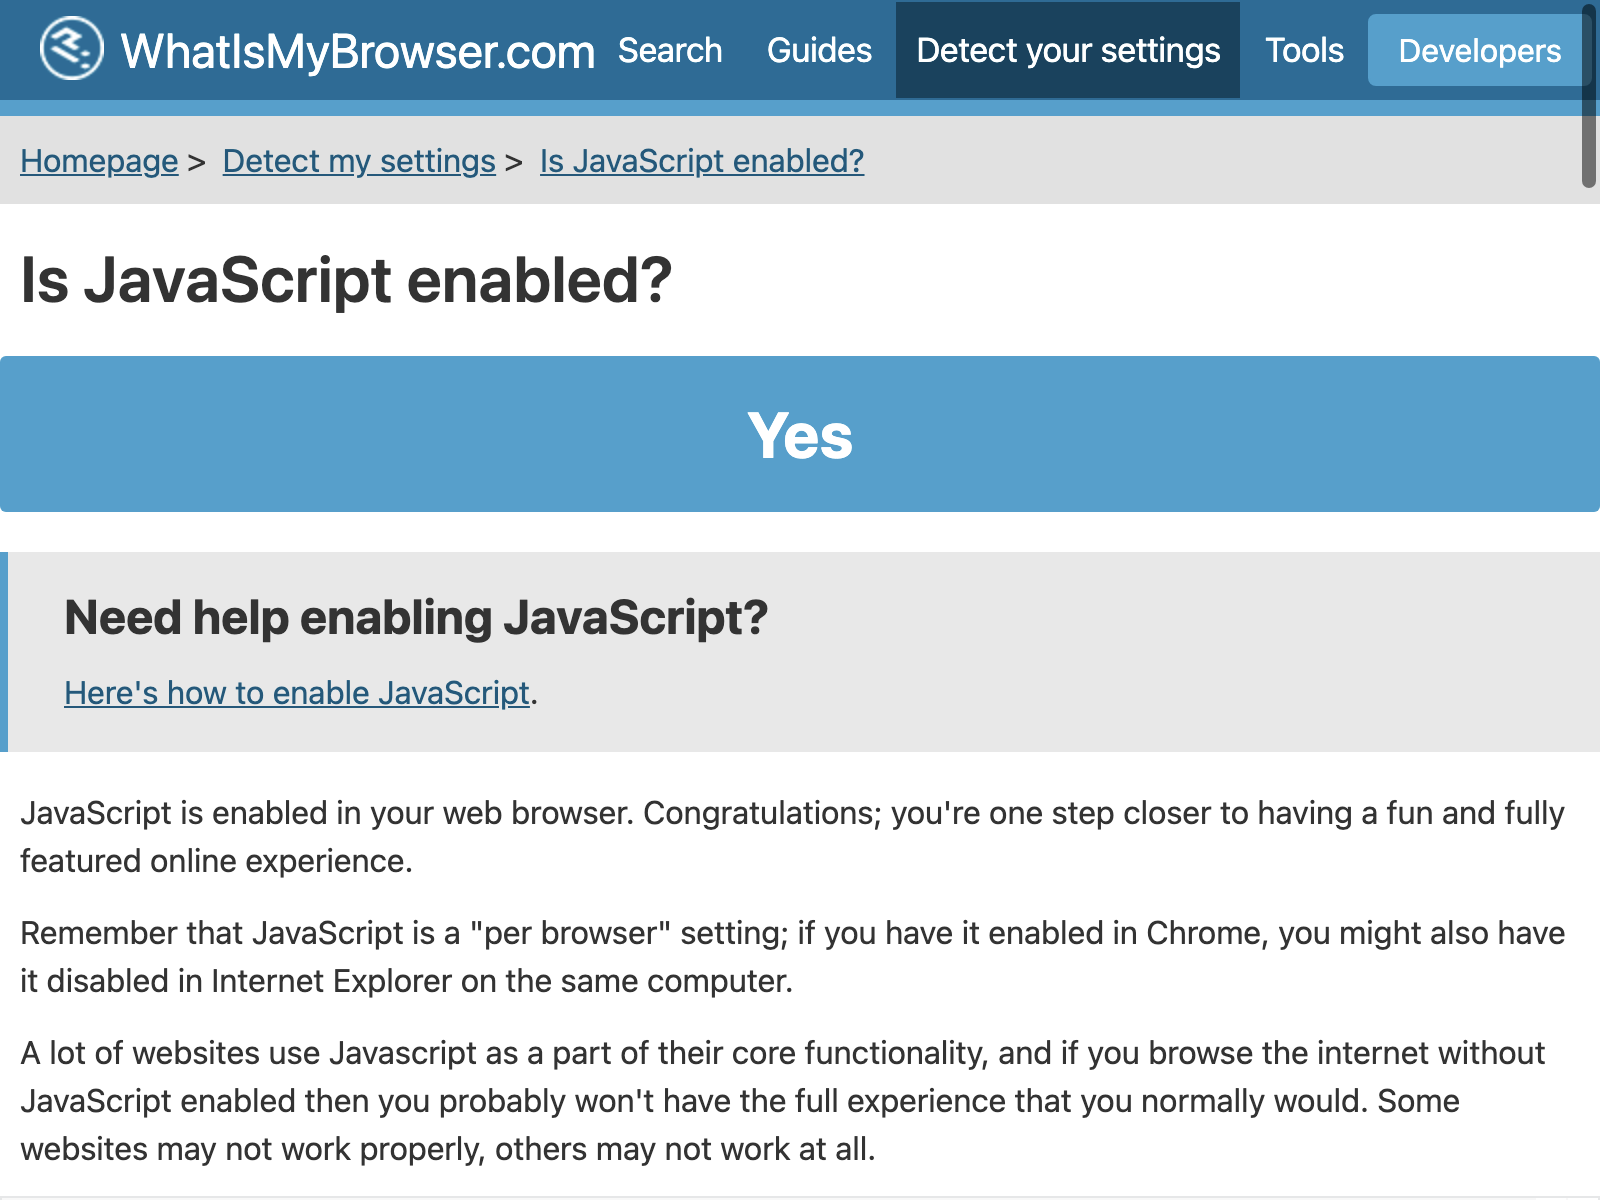 WhatIsMyBrowser.com Search Guides Detect your settings Tools Developers
Homepage > Detect my settings > Is JavaScript enabled?
Is JavaScript enabled?
Yes
Need help enabling JavaScript?
Here's how to enable JavaScript.
JavaScript is enabled in your web browser. Congratulations; you're one step closer to having a fun and fully
featured online experience.
Remember that JavaScript is a "per browser" setting; if you have it enabled in Chrome, you might also have
it disabled in Internet Explorer on the same computer.
A lot of websites use Javascript as a part of their core functionality, and if you browse the internet without
JavaScript enabled then you probably won't have the full experience that you normally would. Some
websites may not work properly, others may not work at all.